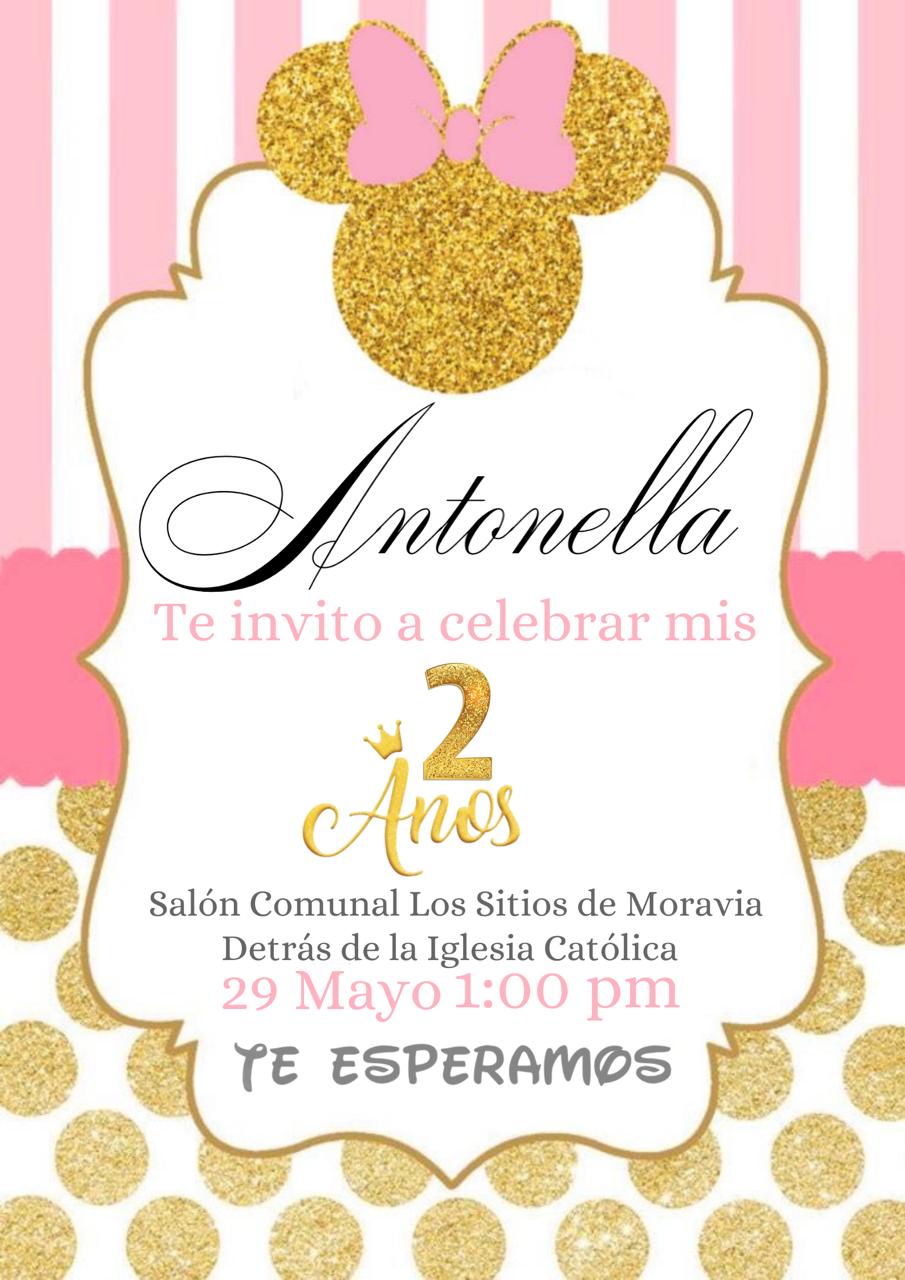 Antonella
Te invito a celebrar mis
2
Anos
Salón Comunal Los Sitios de Moravia
Detrás de la Iglesia Católica
29 Mayo 1:00 pm
TE ESPERAMOS